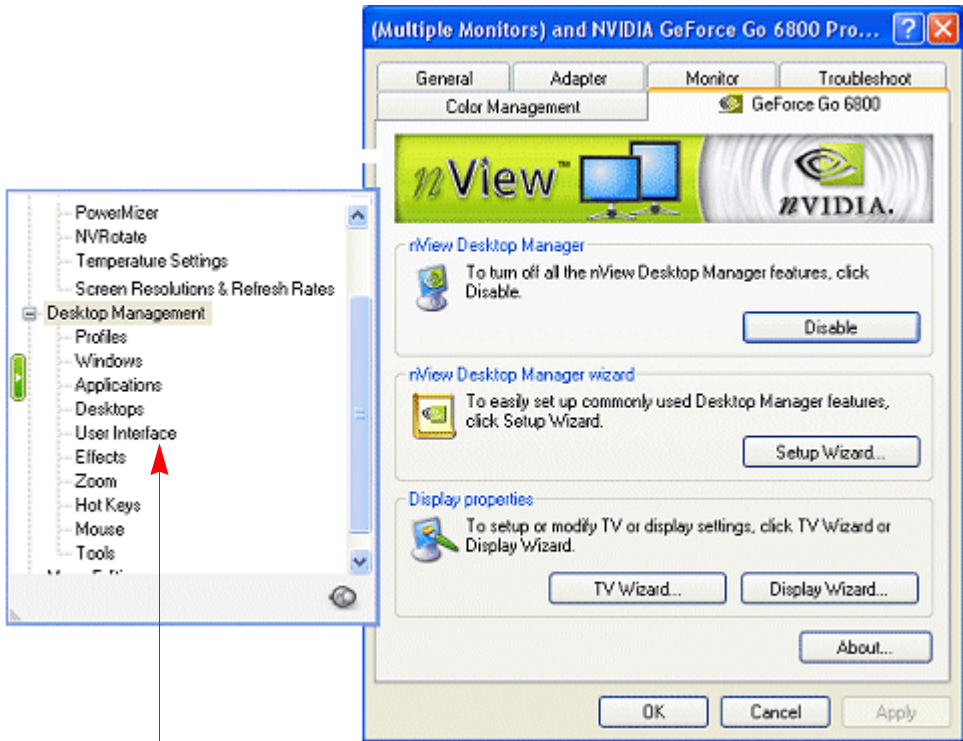 (Multiple Monitors) and NVIDIA GeForce Go 6800 Pro...
General
Adapter
Monitor
Troubleshoot
Color Management
GeForce Go 6800
nView™
nVIDIA.
PowerMizer
NVRotate
Temperature Settings
Screen Resolutions & Refresh Rates
Desktop Management
Profiles
Windows
Applications
Desktops
User Interface
Effects
Zoom
Hot Keys
Mouse
Tools
nView Desktop Manager
To turn off all the nView Desktop Manager features, click
Disable.
Disable
nView Desktop Manager wizard
To easily set up commonly used Desktop Manager features,
click Setup Wizard.
Setup Wizard...
Display properties
To setup or modify TV or display settings, click TV Wizard or
Display Wizard.
TV Wizard...
Display Wizard...
About...
OK
Cancel
Apply